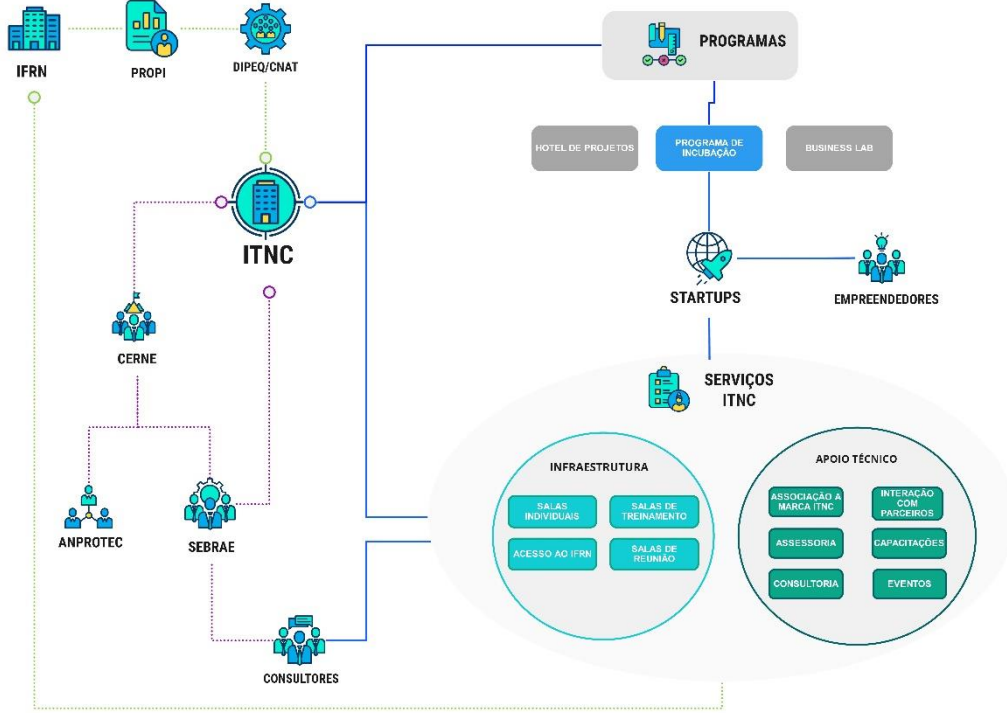 IFRN
PROPI
DIPEQ/CNAT
PROGRAMAS
HOTEL DE PROJETOS
PROGRAMA DE
INCUBAÇÃO
BUSINESS LAB
ITNC
STARTUPS
EMPREENDEDORES
CERNE
SERVIÇOS
ITNC
INFRAESTRUTURA
SALAS
INDIVIDUAIS
SALAS DE
TREINAMENTO
ACESSO AO IFRN
SALAS DE
REUNIÃO
APOIO TÉCNICO
ASSOCIAÇÃO A
MARCA ITNC
INTERAÇÃO
COM
PARCEIROS
ASSESSORIA
CAPACITAÇÕES
CONSULTORIA
EVENTOS
ANPROTEC
SEBRAE
CONSULTORES